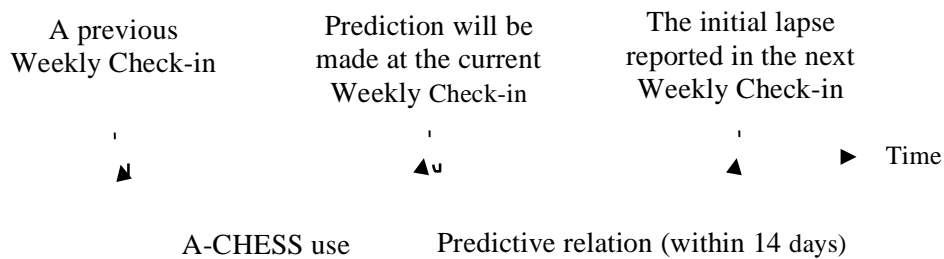 A previous
Weekly Check-in
Prediction will be
made at the current
Weekly Check-in
The initial lapse
reported in the next
Weekly Check-in
Time
A-CHESS use
Predictive relation (within 14 days)